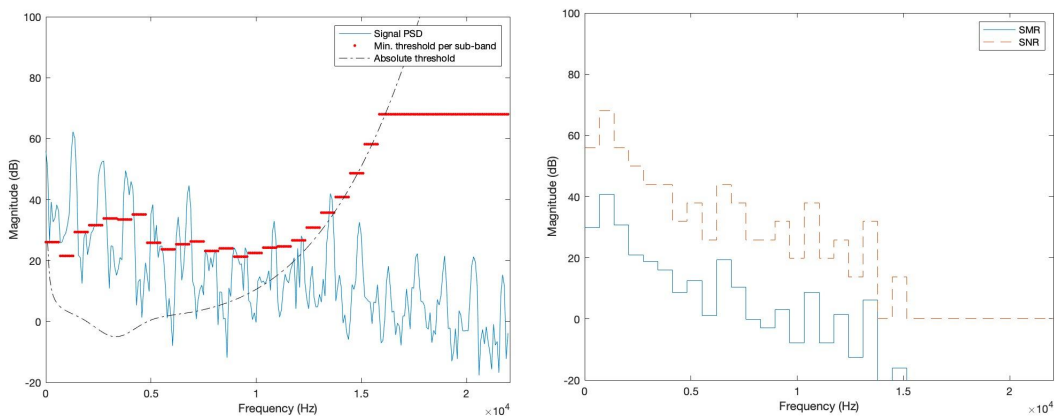 100
80
60
40
20
0
-20
Magnitude (dB)
Signal PSD
Min. threshold per sub-band
Absolute threshold
0
0.5
1
1.5
2
Frequency (Hz)
×10⁴
100
80
60
40
20
0
-20
Magnitude (dB)
SMR
SNR
0
0.5
1
1.5
2
Frequency (Hz)
×10⁴